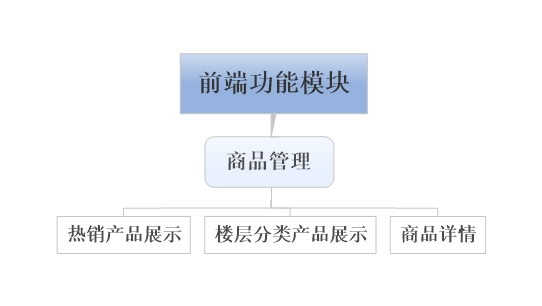 前端功能模块
商品管理
热销产品展示
楼层分类产品展示
商品详情